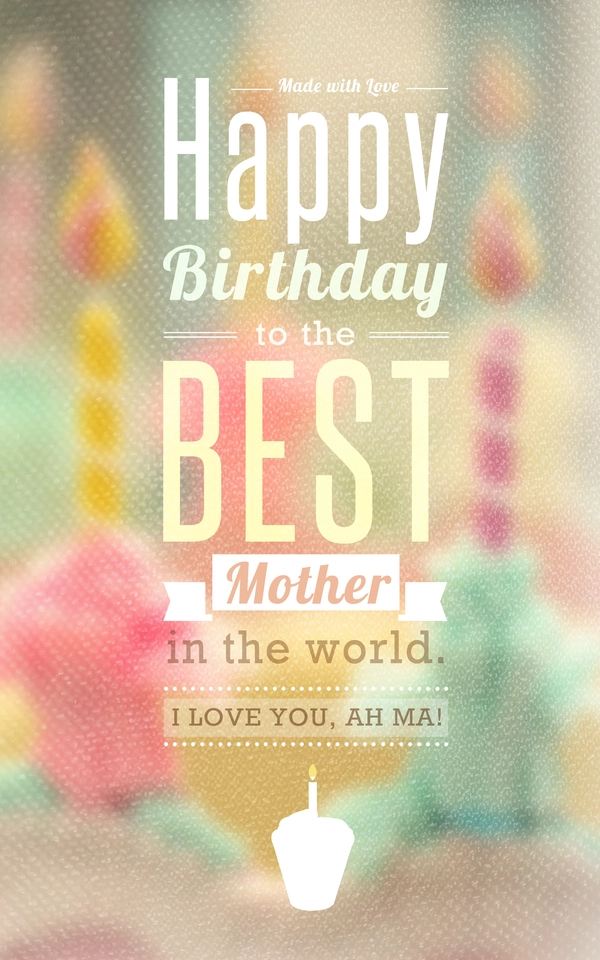 Made with Love
Happy
Birthday
to the
BEST
Mother
in the world.
I LOVE YOU, AH MA!